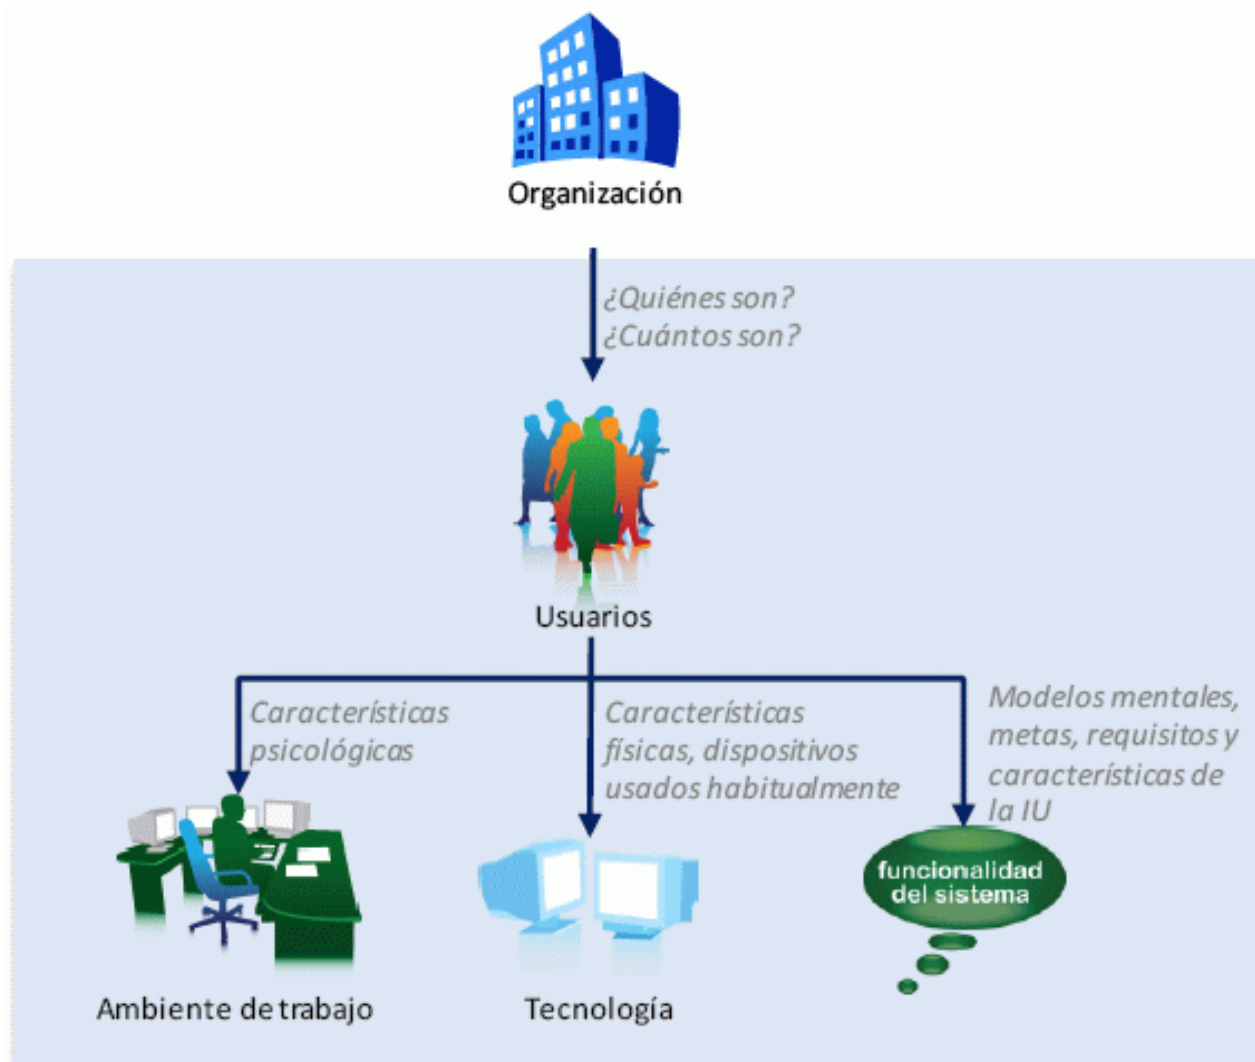 Organización
¿Quiénes son?
¿Cuántos son?
Usuarios
Características
psicológicas
Características
físicas, dispositivos
usados habitualmente
Modelos mentales,
metas, requisitos y
características de
la IU
funcionalidad
del sistema
Ambiente de trabajo
Tecnología